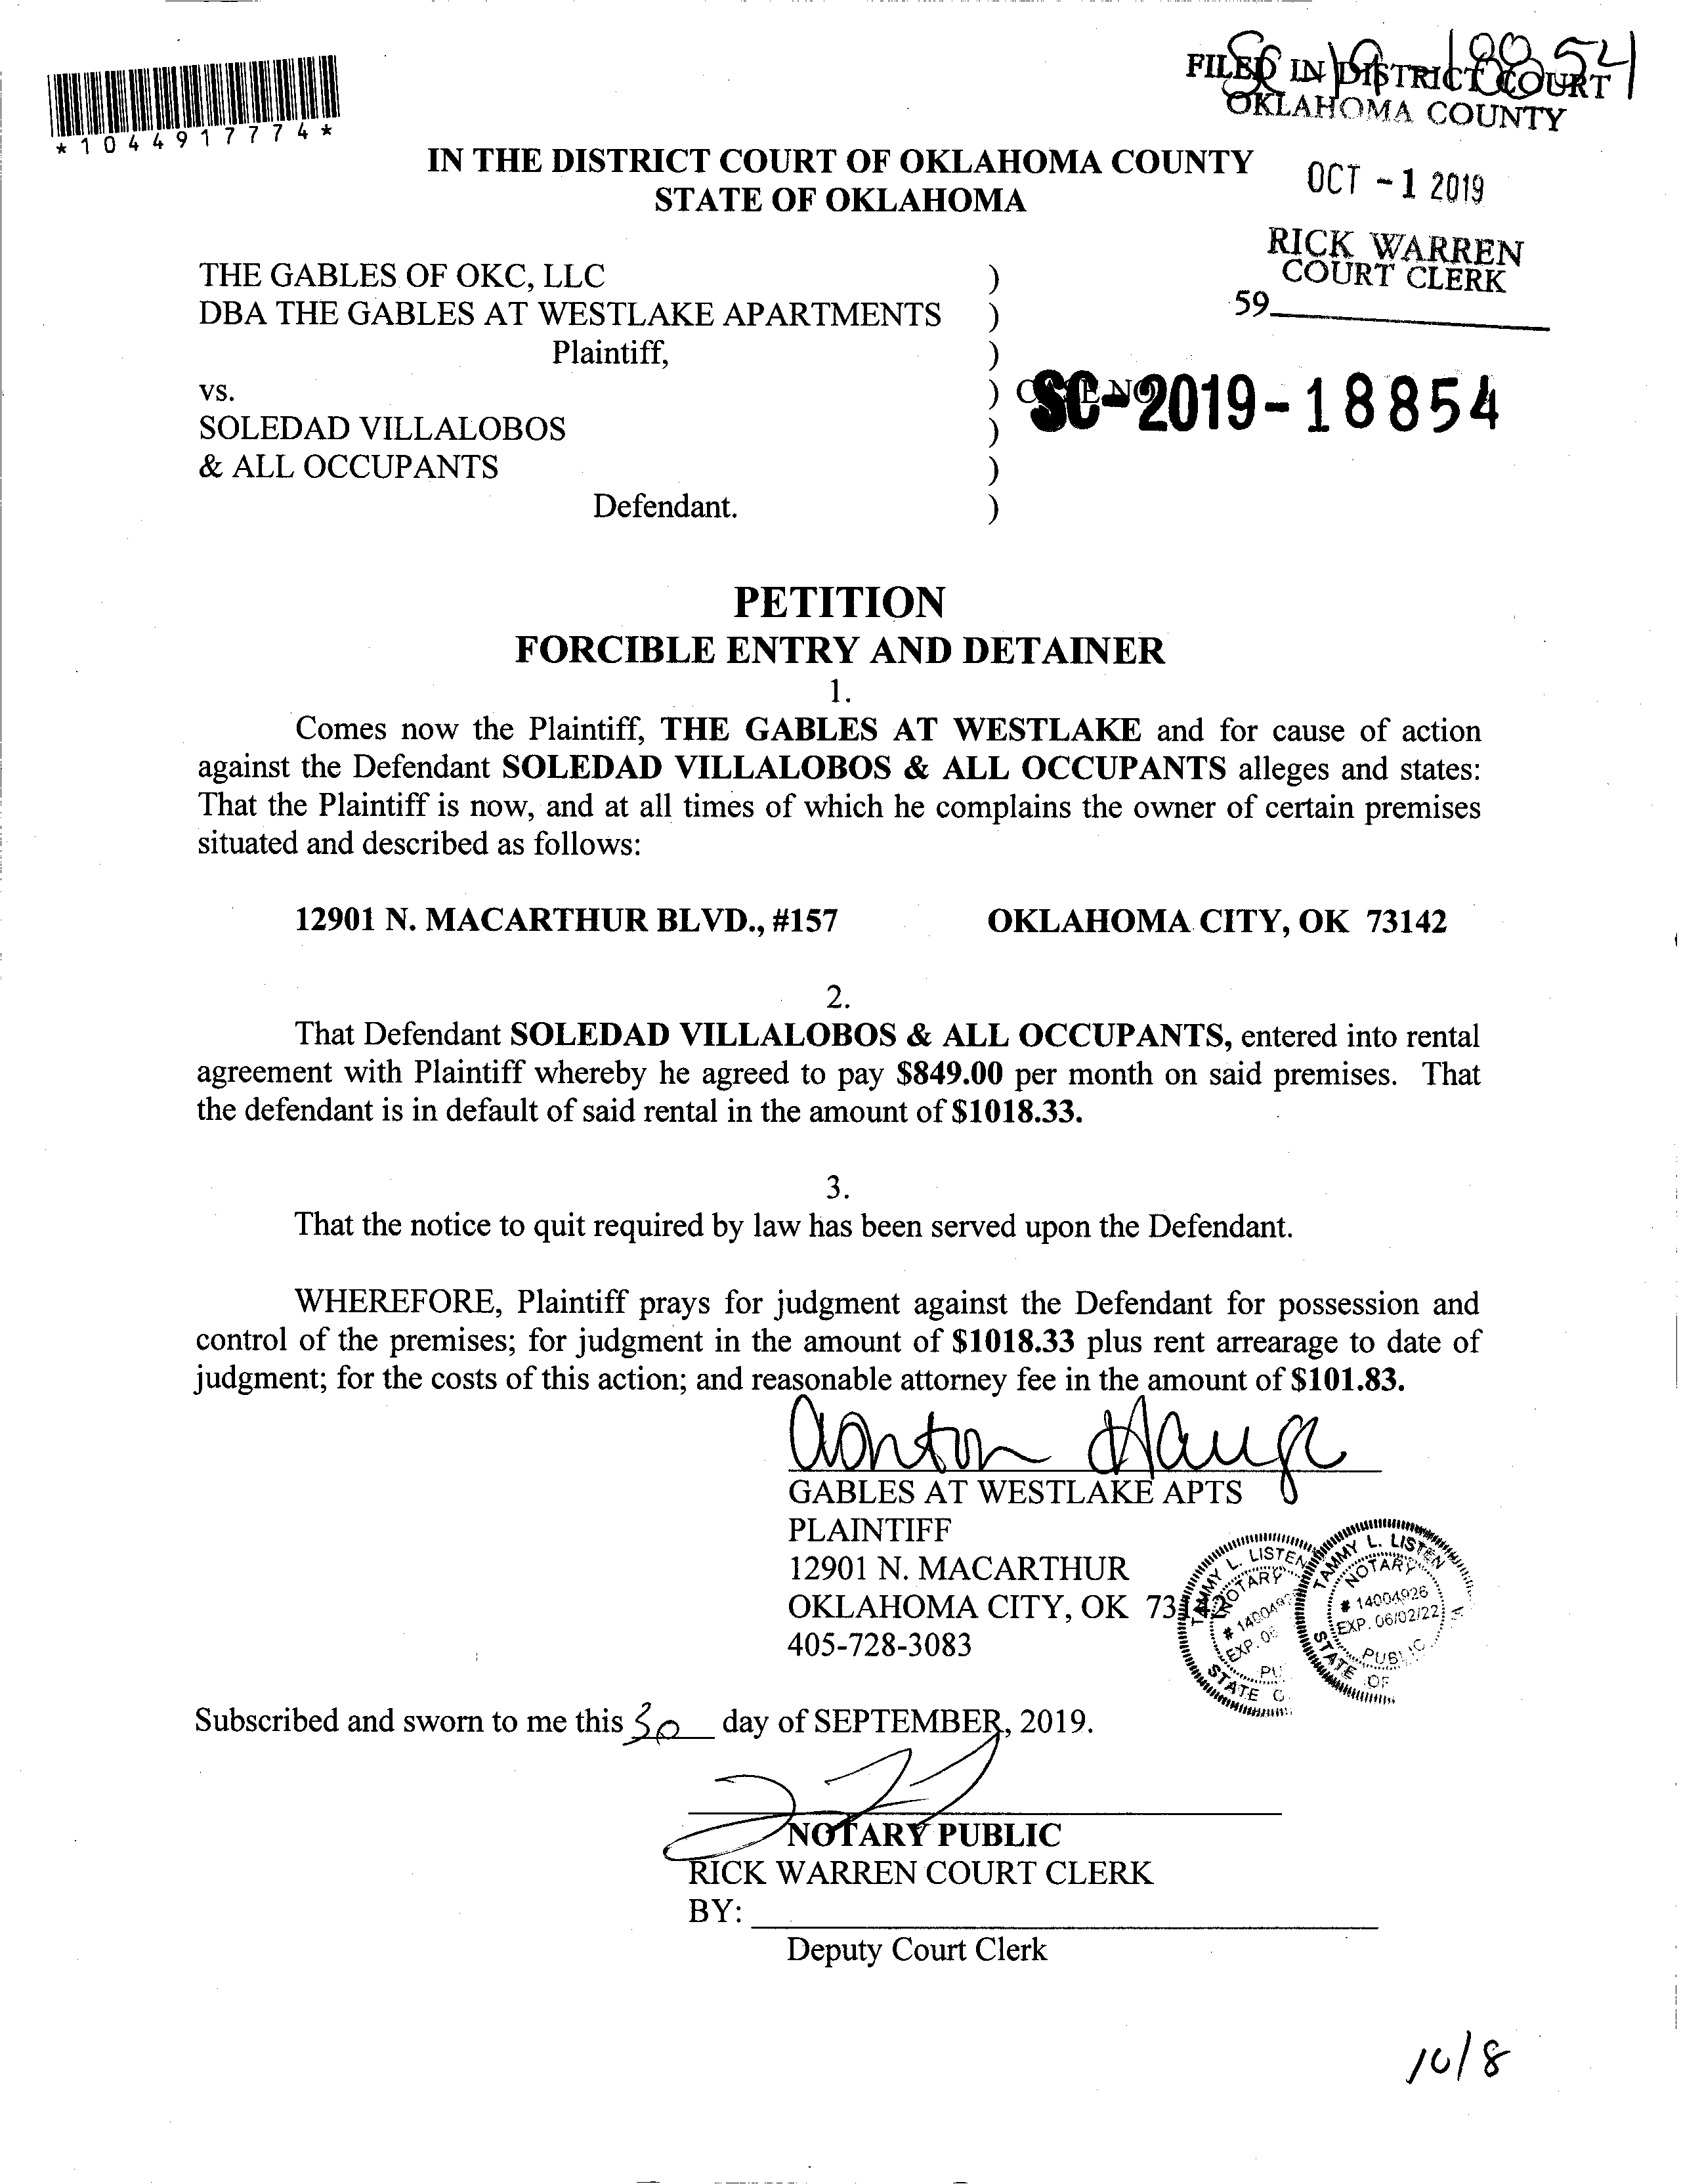 SC 19 18854
FILED IN DISTRICT COURT
OKLAHOMA COUNTY
*1044917774*
IN THE DISTRICT COURT OF OKLAHOMA COUNTY
STATE OF OKLAHOMA
OCT -1 2019
RICK WARREN
COURT CLERK
59
THE GABLES OF OKC, LLC )
DBA THE GABLES AT WESTLAKE APARTMENTS )
Plaintiff, )
vs. ) CASE NO
SC-2019-18854
SOLEDAD VILLALOBOS )
& ALL OCCUPANTS )
Defendant. )
PETITION
FORCIBLE ENTRY AND DETAINER
1.
Comes now the Plaintiff, THE GABLES AT WESTLAKE and for cause of action
against the Defendant SOLEDAD VILLALOBOS & ALL OCCUPANTS alleges and states:
That the Plaintiff is now, and at all times of which he complains the owner of certain premises
situated and described as follows:
12901 N. MACARTHUR BLVD., #157 OKLAHOMA CITY, OK 73142
2.
That Defendant SOLEDAD VILLALOBOS & ALL OCCUPANTS, entered into rental
agreement with Plaintiff whereby he agreed to pay $849.00 per month on said premises. That
the defendant is in default of said rental in the amount of $1018.33.
3.
That the notice to quit required by law has been served upon the Defendant.
WHEREFORE, Plaintiff prays for judgment against the Defendant for possession and
control of the premises; for judgment in the amount of $1018.33 plus rent arrearage to date of
judgment; for the costs of this action; and reasonable attorney fee in the amount of $101.83.
GABLES AT WESTLAKE APTS
PLAINTIFF
12901 N. MACARTHUR
OKLAHOMA CITY, OK 73142
405-728-3083
TAMMY L. LISTEN
NOTARY
# 1400492
EXP. 06
PU
STATE O
TAMMY L. LISTEN
NOTARY
# 14004926
EXP. 06/02/22
PUBLIC
STATE OF
Subscribed and sworn to me this 30 day of SEPTEMBER, 2019.
NOTARY PUBLIC
RICK WARREN COURT CLERK
BY:
Deputy Court Clerk
10/8